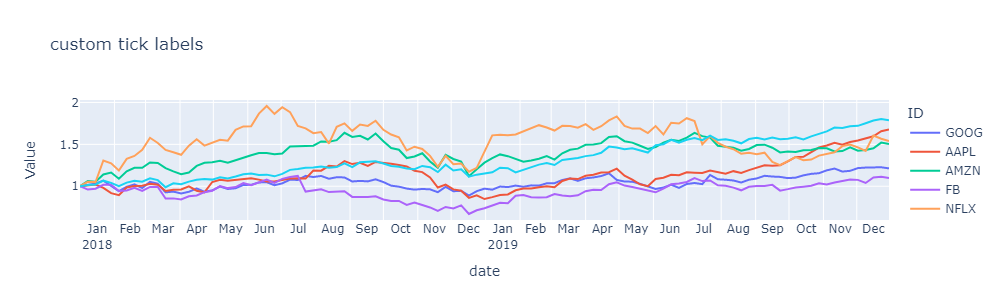 custom tick labels
ID
GOOG
AAPL
AMZN
FB
NFLX
Value
2
1.5
1
Jan Feb Mar Apr May Jun Jul Aug Sep Oct Nov Dec Jan Feb Mar Apr May Jun Jul Aug Sep Oct Nov Dec
2018 2019
date